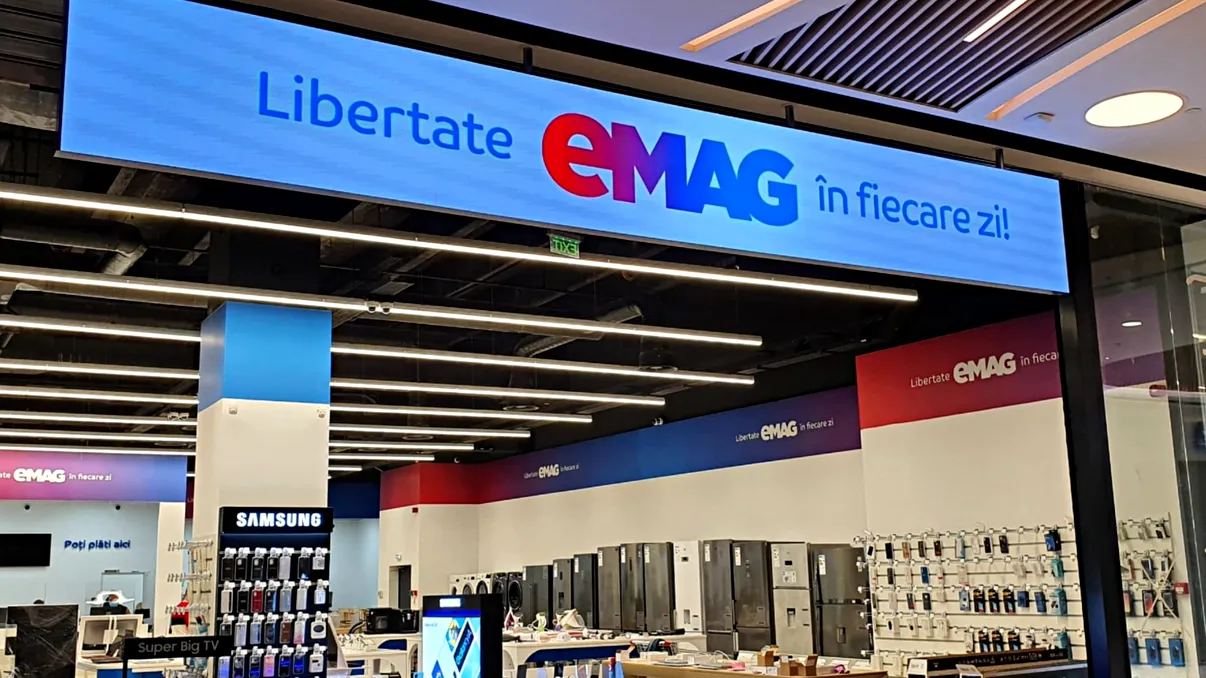 Libertate eMAG în fiecare zi!
EXIT
Libertate eMAG în fiecare
Libertate eMAG în fiecare zi
Libertate eMAG în fiecare zi
eMAG în fiecare zi
SAMSUNG
Poți plăti aici
Super Big TV